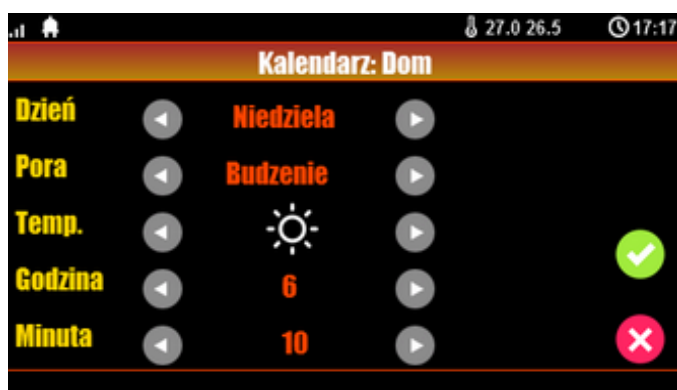 27.0 26.5 17:17
Kalendarz: Dom
Dzień Niedziela
Pora Budzenie
Temp.
Godzina 6
Minuta 10